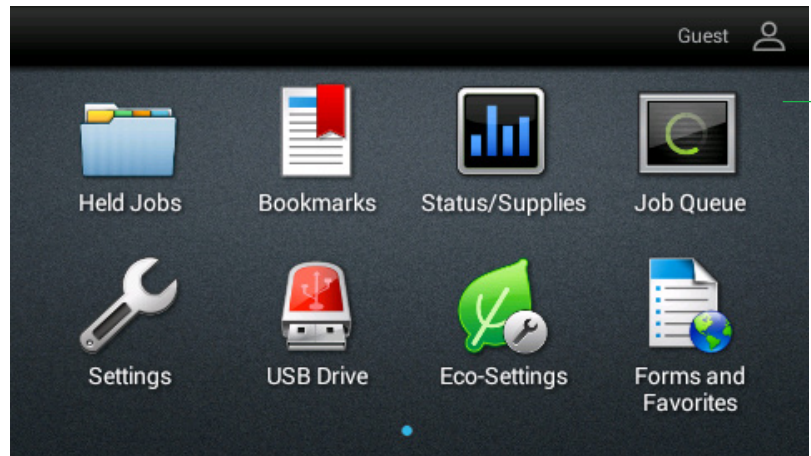 Guest
Held Jobs
Bookmarks
Status/Supplies
Job Queue
Settings
USB Drive
Eco-Settings
Forms and
Favorites